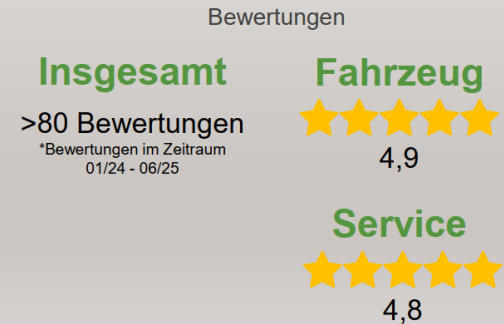 Bewertungen
Insgesamt
>80 Bewertungen
*Bewertungen im Zeitraum
01/24 - 06/25
Fahrzeug
4,9
Service
4,8